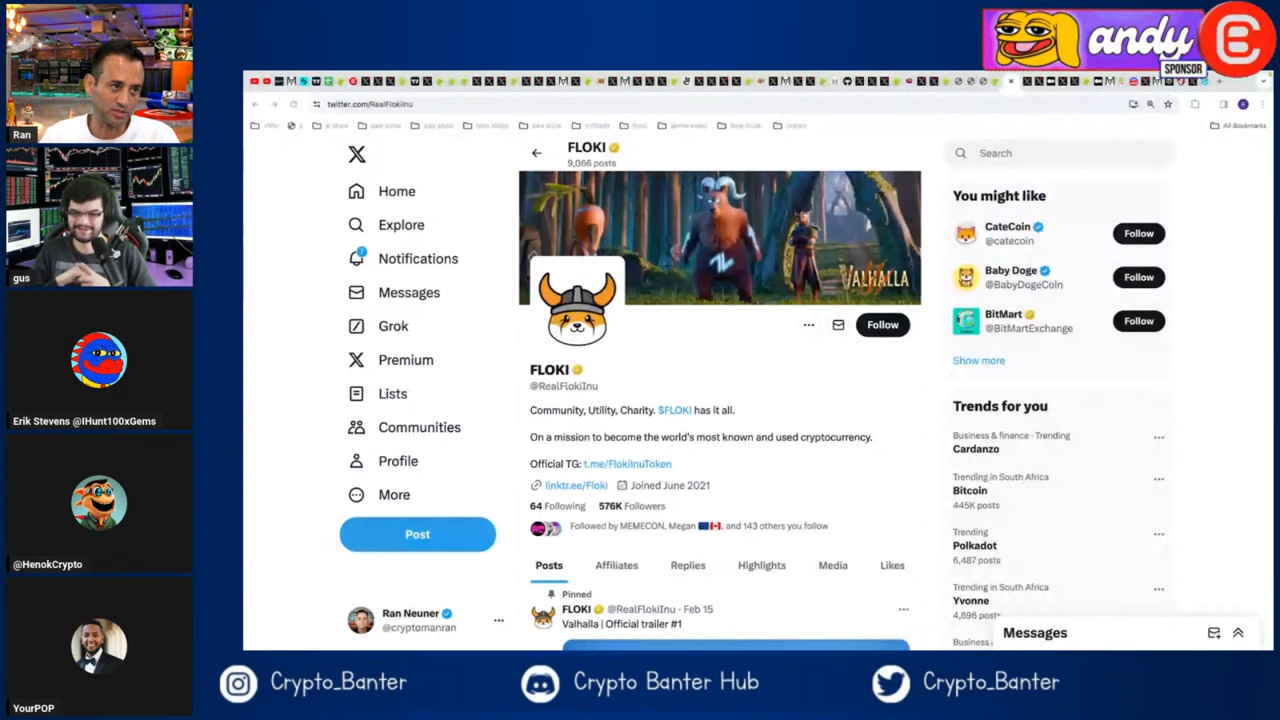 andy
SPONSOR
Ran
gus
Erik Stevens @IHunt100xGems
@HenokCrypto
YourPOP
twitter.com/RealFlokiInu
All Bookmarks
X
Home
Explore
7
Notifications
Messages
Grok
Premium
Lists
Communities
Profile
More
Post
Ran Neuner
@cryptomanran
FLOKI
9,066 posts
VALHALLA
Follow
FLOKI
@RealFlokiInu
Community, Utility, Charity. $FLOKI has it all.
On a mission to become the world's most known and used cryptocurrency.
Official TG: t.me/FlokiInuToken
linktr.ee/Floki Joined June 2021
64 Following 576K Followers
Followed by MEMECON, Megan, and 143 others you follow
Posts Affiliates Replies Highlights Media Likes
Pinned
FLOKI @RealFlokiInu · Feb 15
Valhalla | Official trailer #1
Search
You might like
CateCoin
@catecoin
Follow
Baby Doge
@BabyDogeCoin
Follow
BitMart
@BitMartExchange
Follow
Show more
Trends for you
Business & finance · Trending
Cardanzo
Trending in South Africa
Bitcoin
445K posts
Trending
Polkadot
6,487 posts
Trending in South Africa
Yvonne
4,696 posts
Business
Messages
Crypto_Banter
Crypto Banter Hub
Crypto_Banter